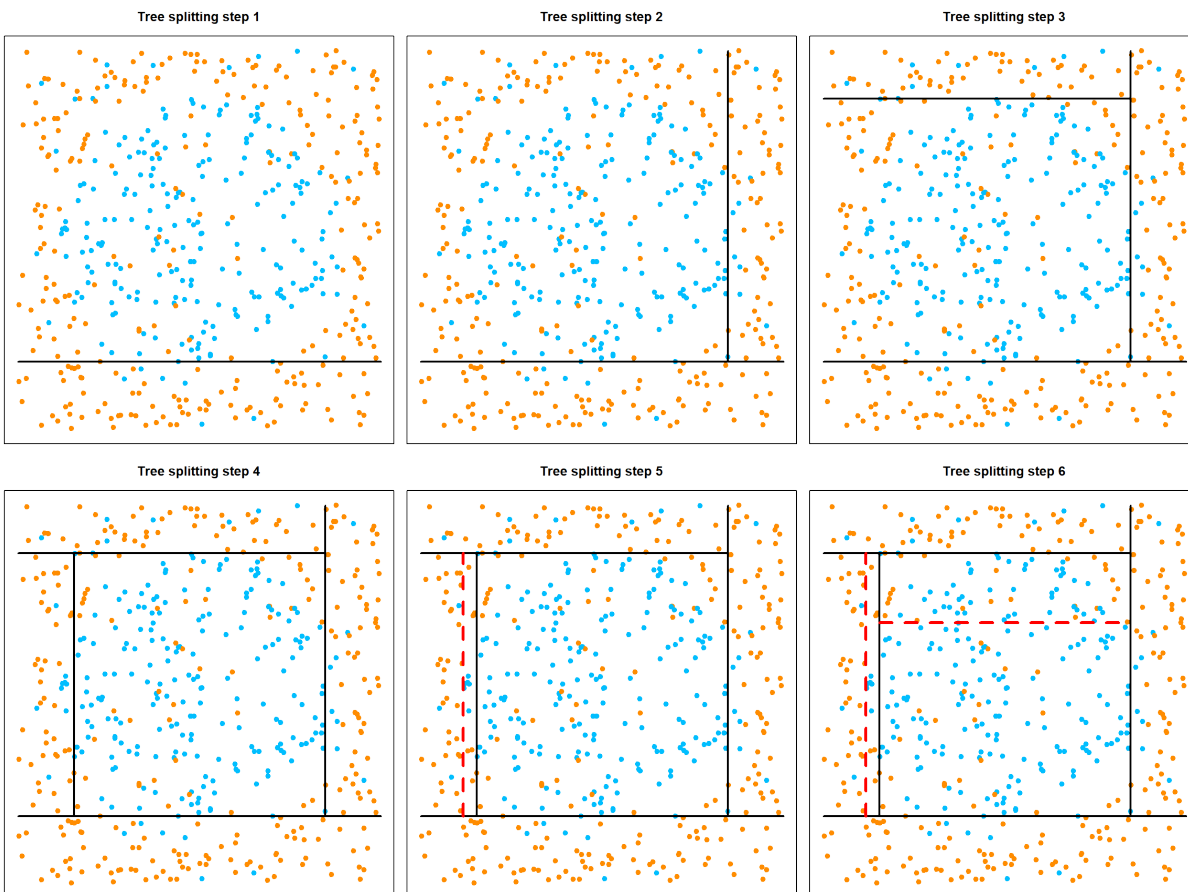 Tree splitting step 1
Tree splitting step 2
Tree splitting step 3
Tree splitting step 4
Tree splitting step 5
Tree splitting step 6